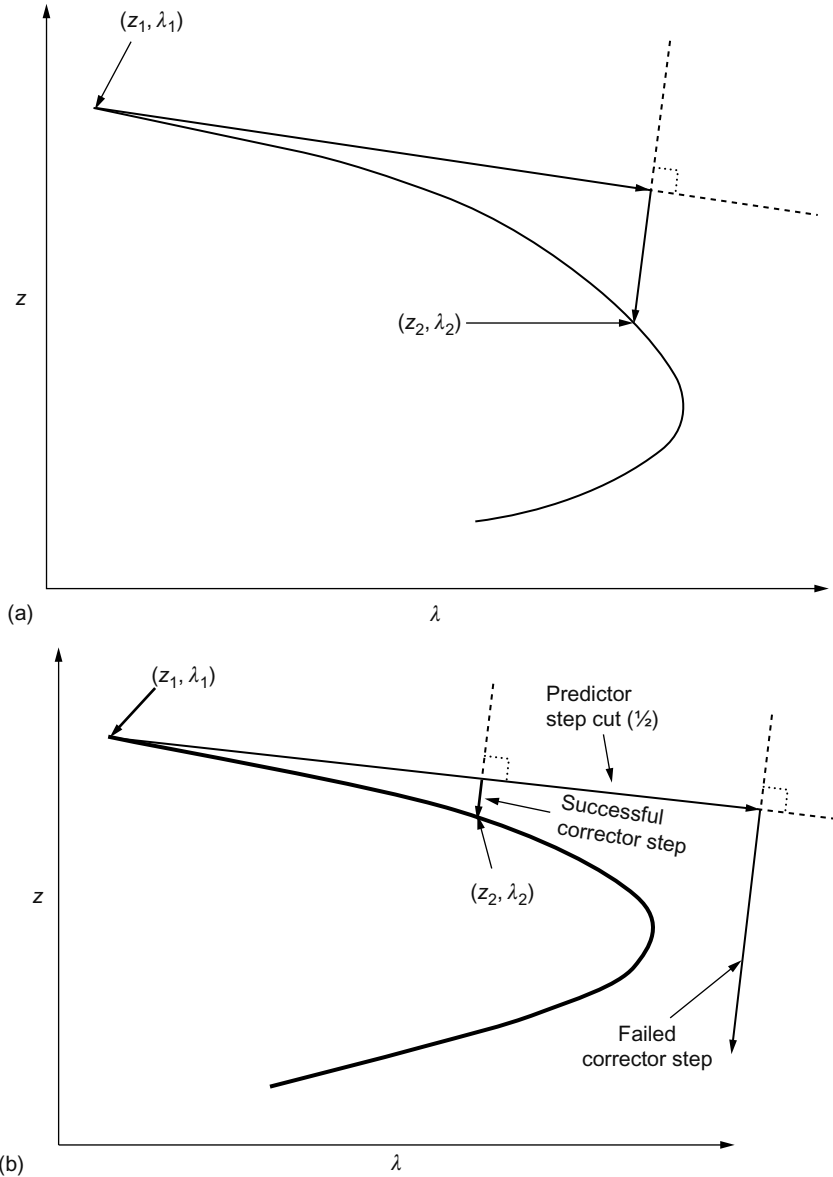 (z₁, λ₁)
z
(z₂, λ₂)
(a)
λ
(z₁, λ₁)
Predictor
step cut (½)
Successful
corrector step
z
(z₂, λ₂)
Failed
corrector step
(b)
λ